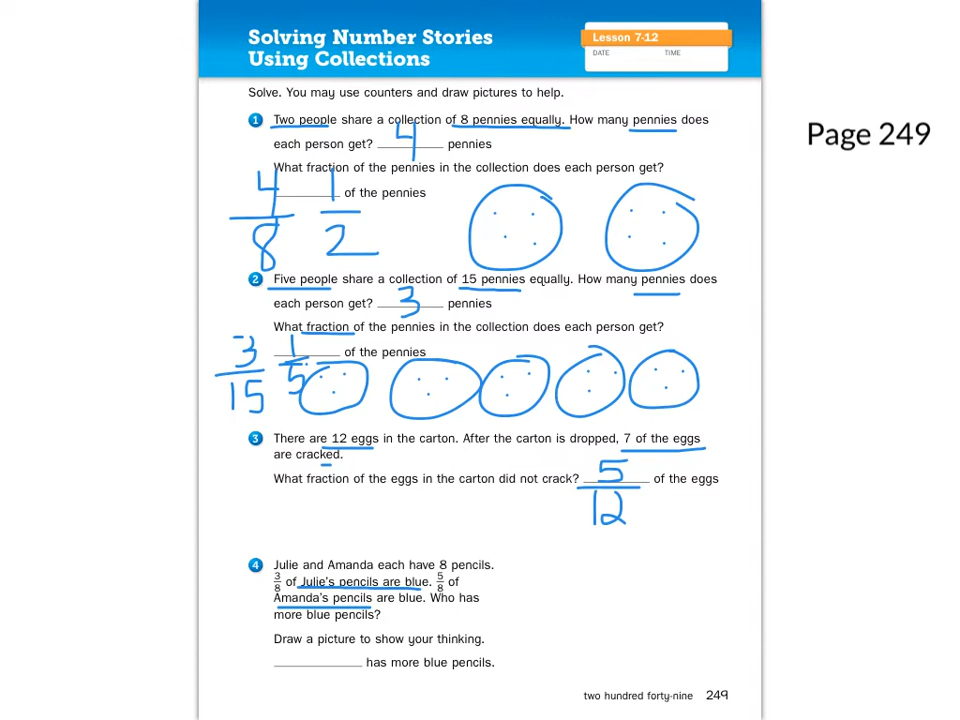 Solving Number Stories
Using Collections
Lesson 7-12
DATE TIME
Page 249
Solve. You may use counters and draw pictures to help.
1 Two people share a collection of 8 pennies equally. How many pennies does
each person get? 4 pennies
What fraction of the pennies in the collection does each person get?
4/8 1/2 of the pennies
2 Five people share a collection of 15 pennies equally. How many pennies does
each person get? 3 pennies
What fraction of the pennies in the collection does each person get?
3/15 1/5 of the pennies
3 There are 12 eggs in the carton. After the carton is dropped, 7 of the eggs
are cracked.
What fraction of the eggs in the carton did not crack? 5/12 of the eggs
4 Julie and Amanda each have 8 pencils.
3/8 of Julie's pencils are blue. 5/8 of
Amanda's pencils are blue. Who has
more blue pencils?
Draw a picture to show your thinking.
has more blue pencils.
two hundred forty-nine 249